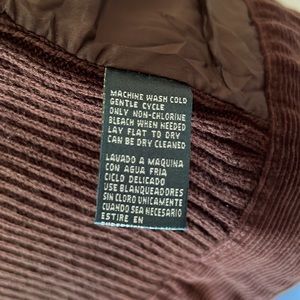 MACHINE WASH COLD
GENTLE CYCLE
ONLY NON-CHLORINE
BLEACH WHEN NEEDED
LAY FLAT TO DRY
CAN BE DRY CLEANED
LAVADO A MAQUINA
CON AGUA FRIA
CICLO DELICADO
USE BLANQUEADORES
SIN CLORO UNICAMENTE
CUANDO SEA NECESARIO
ESTIRE EN